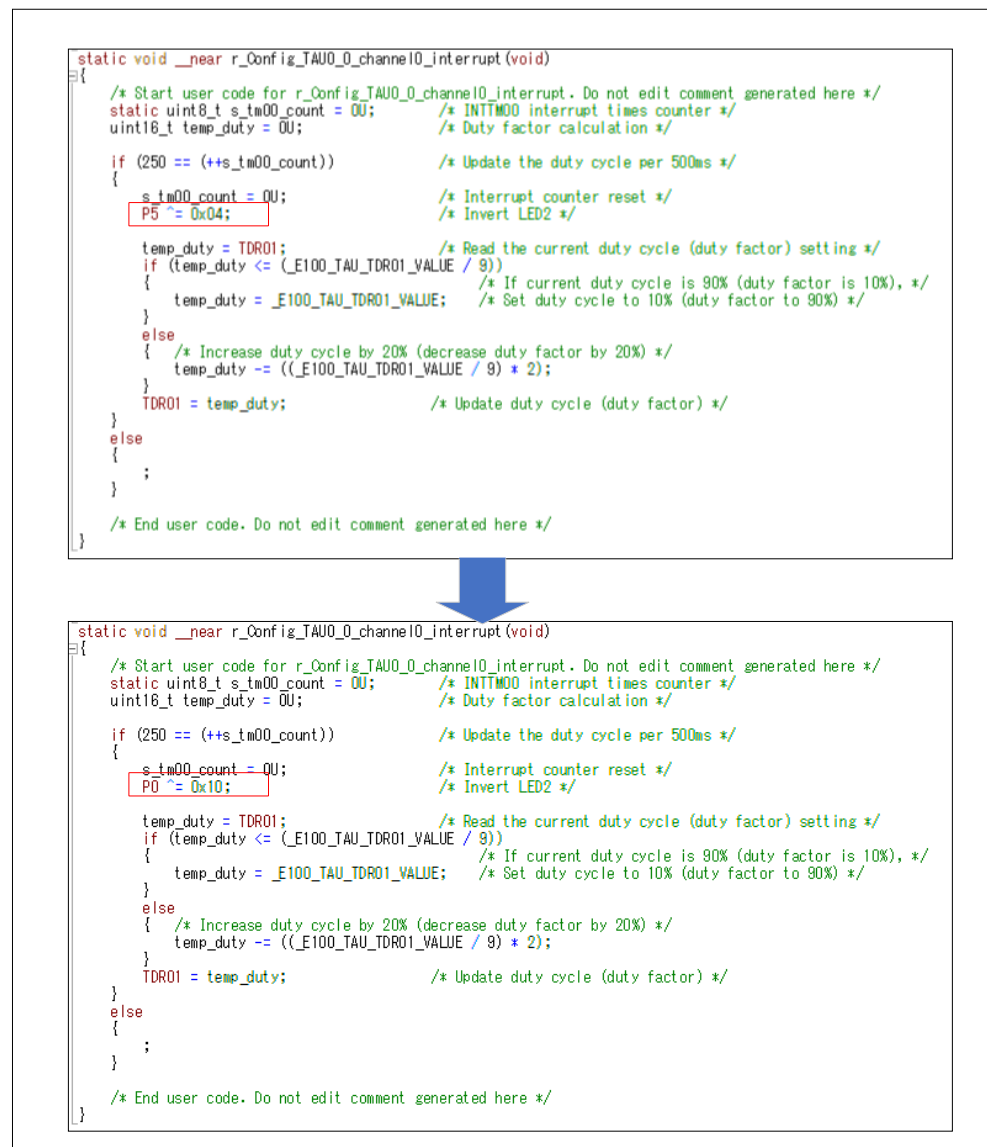 static void __near r_Config_TAU0_0_channel0_interrupt(void)
{
/* Start user code for r_Config_TAU0_0_channel0_interrupt. Do not edit comment generated here */
static uint8_t s_tm00_count = 0U; /* INTTM00 interrupt times counter */
uint16_t temp_duty = 0U; /* Duty factor calculation */
if (250 == (++s_tm00_count)) /* Update the duty cycle per 500ms */
{
s_tm00_count = 0U; /* Interrupt counter reset */
P5 ^= 0x04; /* Invert LED2 */
temp_duty = TDR01; /* Read the current duty cycle (duty factor) setting */
if (temp_duty <= (_E100_TAU_TDR01_VALUE / 9))
{ /* If current duty cycle is 90% (duty factor is 10%), */
temp_duty = _E100_TAU_TDR01_VALUE; /* Set duty cycle to 10% (duty factor to 90%) */
}
else
{ /* Increase duty cycle by 20% (decrease duty factor by 20%) */
temp_duty -= ((_E100_TAU_TDR01_VALUE / 9) * 2);
}
TDR01 = temp_duty; /* Update duty cycle (duty factor) */
}
else
{
;
}
/* End user code. Do not edit comment generated here */
}
static void __near r_Config_TAU0_0_channel0_interrupt(void)
{
/* Start user code for r_Config_TAU0_0_channel0_interrupt. Do not edit comment generated here */
static uint8_t s_tm00_count = 0U; /* INTTM00 interrupt times counter */
uint16_t temp_duty = 0U; /* Duty factor calculation */
if (250 == (++s_tm00_count)) /* Update the duty cycle per 500ms */
{
s_tm00_count = 0U; /* Interrupt counter reset */
P0 ^= 0x10; /* Invert LED2 */
temp_duty = TDR01; /* Read the current duty cycle (duty factor) setting */
if (temp_duty <= (_E100_TAU_TDR01_VALUE / 9))
{ /* If current duty cycle is 90% (duty factor is 10%), */
temp_duty = _E100_TAU_TDR01_VALUE; /* Set duty cycle to 10% (duty factor to 90%) */
}
else
{ /* Increase duty cycle by 20% (decrease duty factor by 20%) */
temp_duty -= ((_E100_TAU_TDR01_VALUE / 9) * 2);
}
TDR01 = temp_duty; /* Update duty cycle (duty factor) */
}
else
{
;
}
/* End user code. Do not edit comment generated here */
}